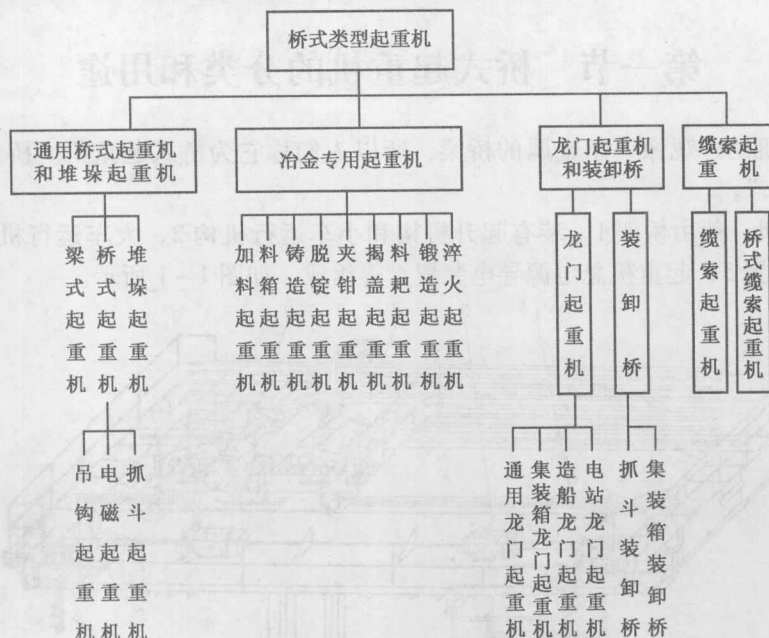 桥式类型起重机
通用桥式起重机
和堆垛起重机
冶金专用起重机
龙门起重机
和装卸桥
缆索起
重机
梁式起重机
桥式起重机
堆垛起重机
加料起重机
料箱起重机
铸造起重机
脱锭起重机
夹钳起重机
揭盖起重机
料耙起重机
锻造起重机
淬火起重机
龙门起重机
装卸桥
缆索起重机
桥式缆索起重机
吊钩起重机
电磁起重机
抓斗起重机
通用龙门起重机
集装箱龙门起重机
造船龙门起重机
电站龙门起重机
抓斗装卸桥
集装箱装卸桥